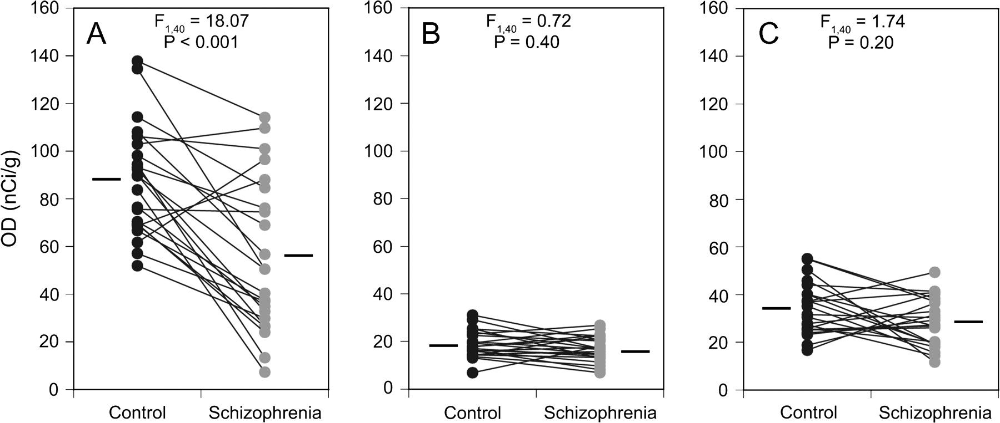 OD (nCi/g)
160
140
120
100
80
60
40
20
0
A
F1,40 = 18.07
P < 0.001
Control
Schizophrenia
160
140
120
100
80
60
40
20
0
B
F1,40 = 0.72
P = 0.40
Control
Schizophrenia
160
140
120
100
80
60
40
20
0
C
F1,40 = 1.74
P = 0.20
Control
Schizophrenia